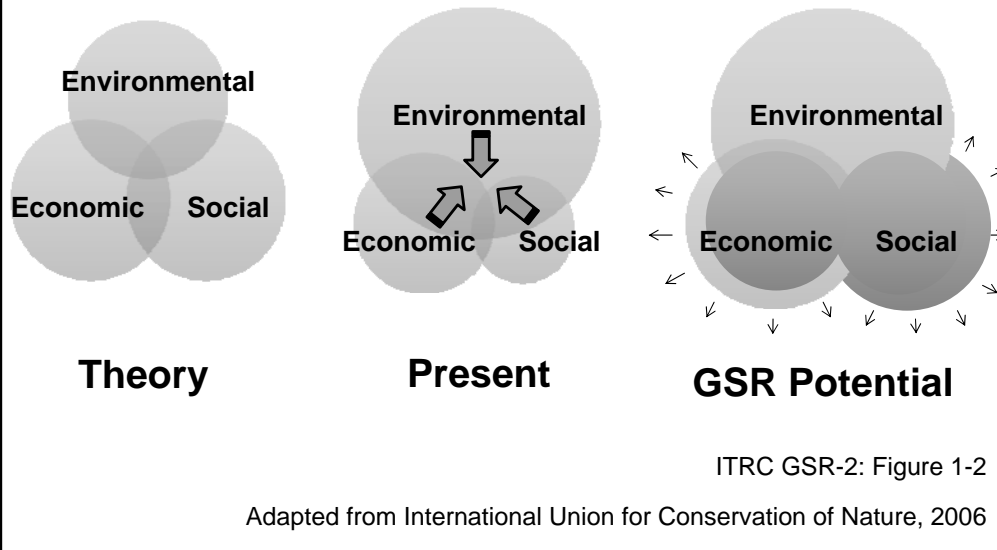 Environmental
Economic Social
Theory
Environmental
Economic Social
Present
Environmental
Economic Social
GSR Potential
ITRC GSR-2: Figure 1-2
Adapted from International Union for Conservation of Nature, 2006